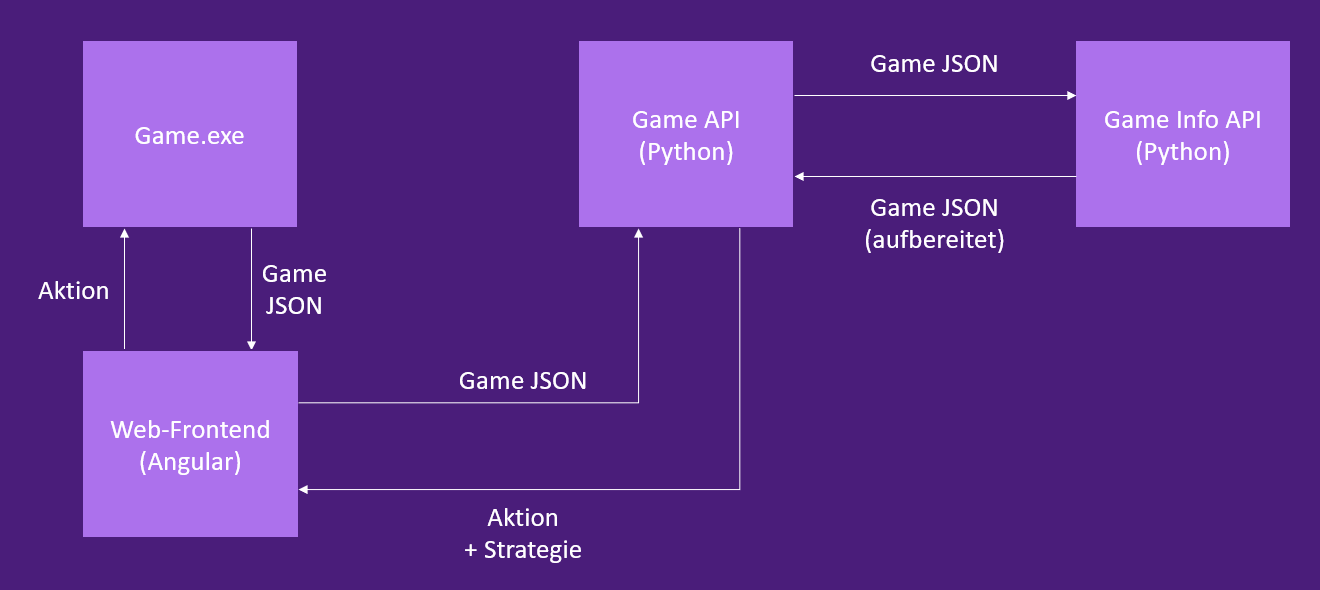 Game.exe
Game API
(Python)
Game JSON
Game Info API
(Python)
Game JSON
(aufbereitet)
Aktion
Game
JSON
Web-Frontend
(Angular)
Game JSON
Aktion
+ Strategie